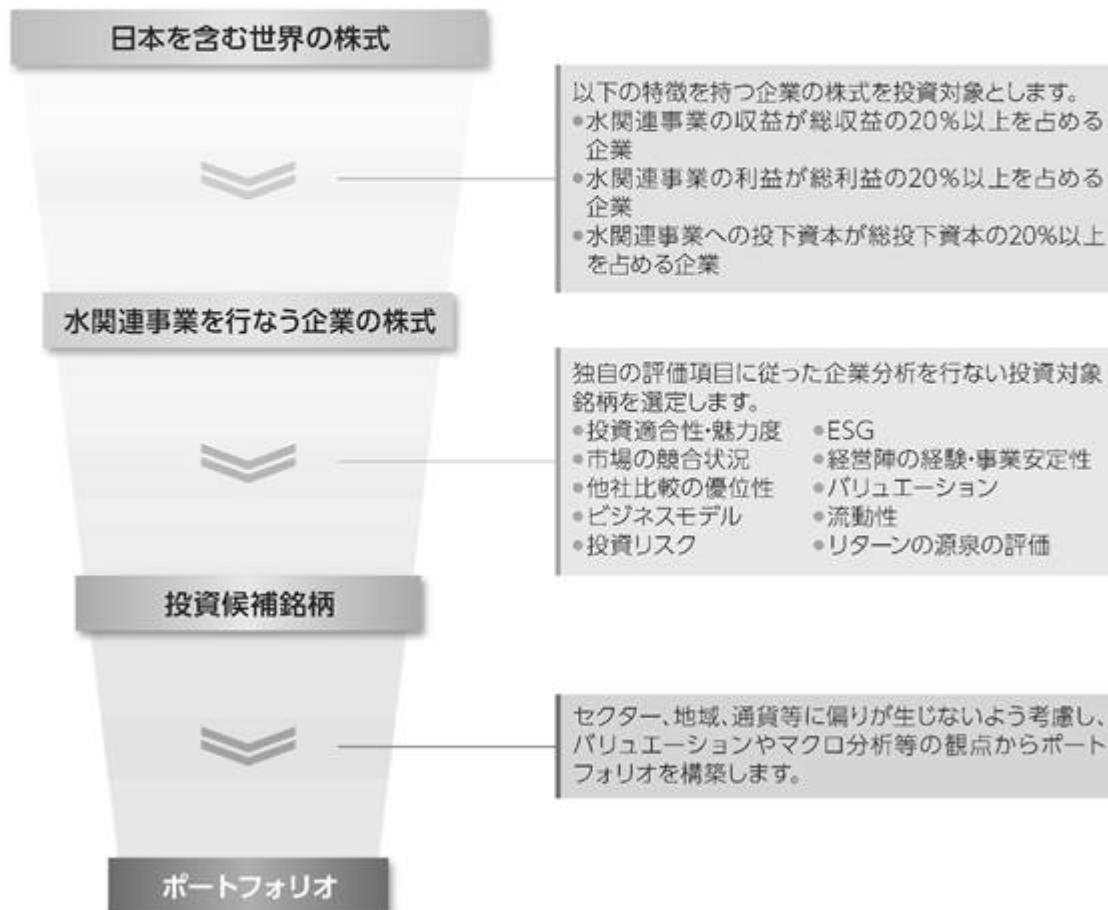 日本を含む世界の株式
以下の特徴を持つ企業の株式を投資対象とします。
•水関連事業の収益が総収益の20%以上を占める
企業
•水関連事業の利益が総利益の20%以上を占める
企業
•水関連事業への投下資本が総投下資本の20%以上
を占める企業
水関連事業を行なう企業の株式
独自の評価項目に従った企業分析を行ない投資対象
銘柄を選定します。
•投資適合性・魅力度 •ESG
•市場の競合状況 •経営陣の経験・事業安定性
•他社比較の優位性 •バリュエーション
•ビジネスモデル •流動性
•投資リスク •リターンの源泉の評価
投資候補銘柄
セクター、地域、通貨等に偏りが生じないよう考慮し、
バリュエーションやマクロ分析等の観点からポート
フォリオを構築します。
ポートフォリオ